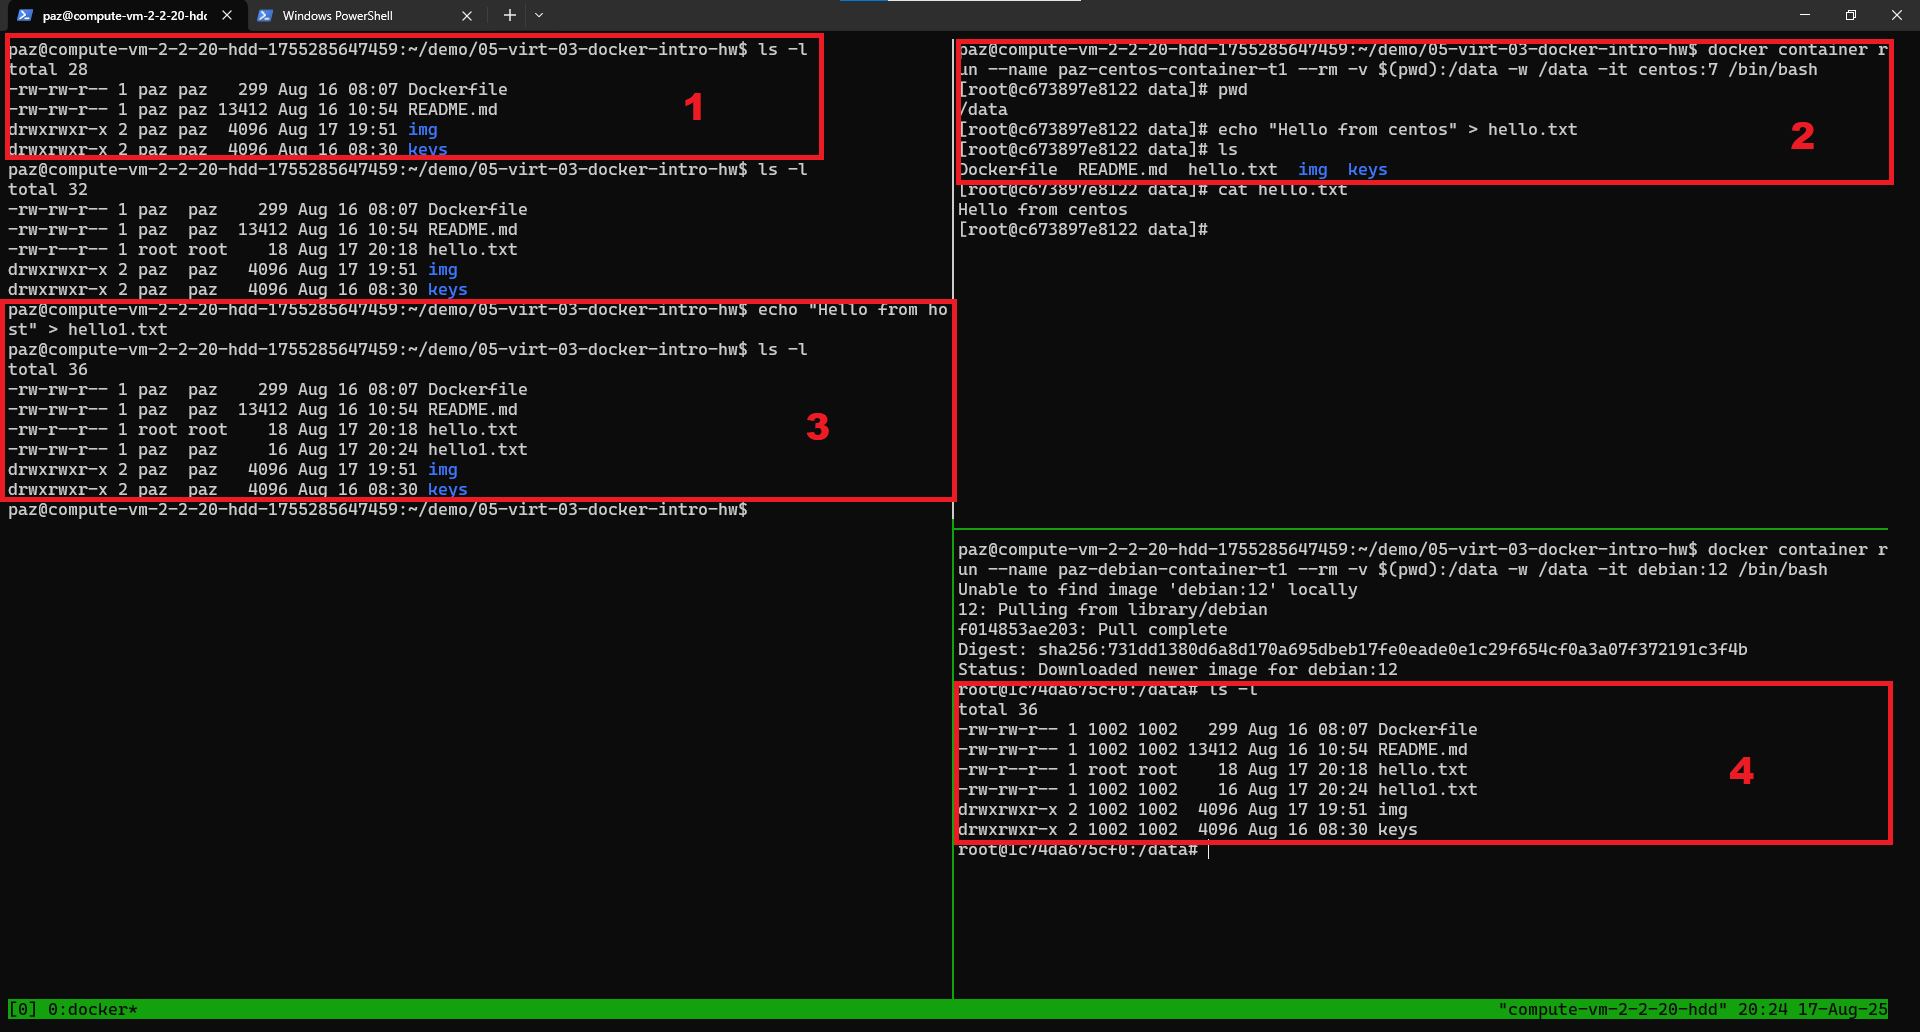 paz@compute-vm-2-2-20-hdd
Windows PowerShell
paz@compute-vm-2-2-20-hdd-1755285647459:~/demo/05-virt-03-docker-intro-hw$ ls -l
total 28
-rw-rw-r-- 1 paz paz   299 Aug 16 08:07 Dockerfile
-rw-rw-r-- 1 paz paz 13412 Aug 16 10:54 README.md
drwxrwxr-x 2 paz paz  4096 Aug 17 19:51 img
drwxrwxr-x 2 paz paz  4096 Aug 16 08:30 keys
1
paz@compute-vm-2-2-20-hdd-1755285647459:~/demo/05-virt-03-docker-intro-hw$ ls -l
total 32
-rw-rw-r-- 1 paz  paz    299 Aug 16 08:07 Dockerfile
-rw-rw-r-- 1 paz  paz  13412 Aug 16 10:54 README.md
-rw-r--r-- 1 root root    18 Aug 17 20:18 hello.txt
drwxrwxr-x 2 paz  paz   4096 Aug 17 19:51 img
drwxrwxr-x 2 paz  paz   4096 Aug 16 08:30 keys
paz@compute-vm-2-2-20-hdd-1755285647459:~/demo/05-virt-03-docker-intro-hw$ echo "Hello from ho
st" > hello1.txt
paz@compute-vm-2-2-20-hdd-1755285647459:~/demo/05-virt-03-docker-intro-hw$ ls -l
total 36
-rw-rw-r-- 1 paz  paz    299 Aug 16 08:07 Dockerfile
-rw-rw-r-- 1 paz  paz  13412 Aug 16 10:54 README.md
-rw-r--r-- 1 root root    18 Aug 17 20:18 hello.txt
-rw-rw-r-- 1 paz  paz     16 Aug 17 20:24 hello1.txt
drwxrwxr-x 2 paz  paz   4096 Aug 17 19:51 img
drwxrwxr-x 2 paz  paz   4096 Aug 16 08:30 keys
3
paz@compute-vm-2-2-20-hdd-1755285647459:~/demo/05-virt-03-docker-intro-hw$
paz@compute-vm-2-2-20-hdd-1755285647459:~/demo/05-virt-03-docker-intro-hw$ docker container r
un --name paz-centos-container-t1 --rm -v $(pwd):/data -w /data -it centos:7 /bin/bash
[root@c673897e8122 data]# pwd
/data
[root@c673897e8122 data]# echo "Hello from centos" > hello.txt
[root@c673897e8122 data]# ls
Dockerfile  README.md  hello.txt  img  keys
2
[root@c673897e8122 data]# cat hello.txt
Hello from centos
[root@c673897e8122 data]#
paz@compute-vm-2-2-20-hdd-1755285647459:~/demo/05-virt-03-docker-intro-hw$ docker container r
un --name paz-debian-container-t1 --rm -v $(pwd):/data -w /data -it debian:12 /bin/bash
Unable to find image 'debian:12' locally
12: Pulling from library/debian
f014853ae203: Pull complete
Digest: sha256:731dd1380d6a8d170a695dbeb17fe0eade0e1c29f654cf0a3a07f372191c3f4b
Status: Downloaded newer image for debian:12
root@1c74da675cf0:/data# ls -l
total 36
-rw-rw-r-- 1 1002 1002   299 Aug 16 08:07 Dockerfile
-rw-rw-r-- 1 1002 1002 13412 Aug 16 10:54 README.md
-rw-r--r-- 1 root root    18 Aug 17 20:18 hello.txt
-rw-rw-r-- 1 1002 1002    16 Aug 17 20:24 hello1.txt
drwxrwxr-x 2 1002 1002  4096 Aug 17 19:51 img
drwxrwxr-x 2 1002 1002  4096 Aug 16 08:30 keys
4
root@1c74da675cf0:/data#
[0] 0:docker*
"compute-vm-2-2-20-hdd" 20:24 17-Aug-25